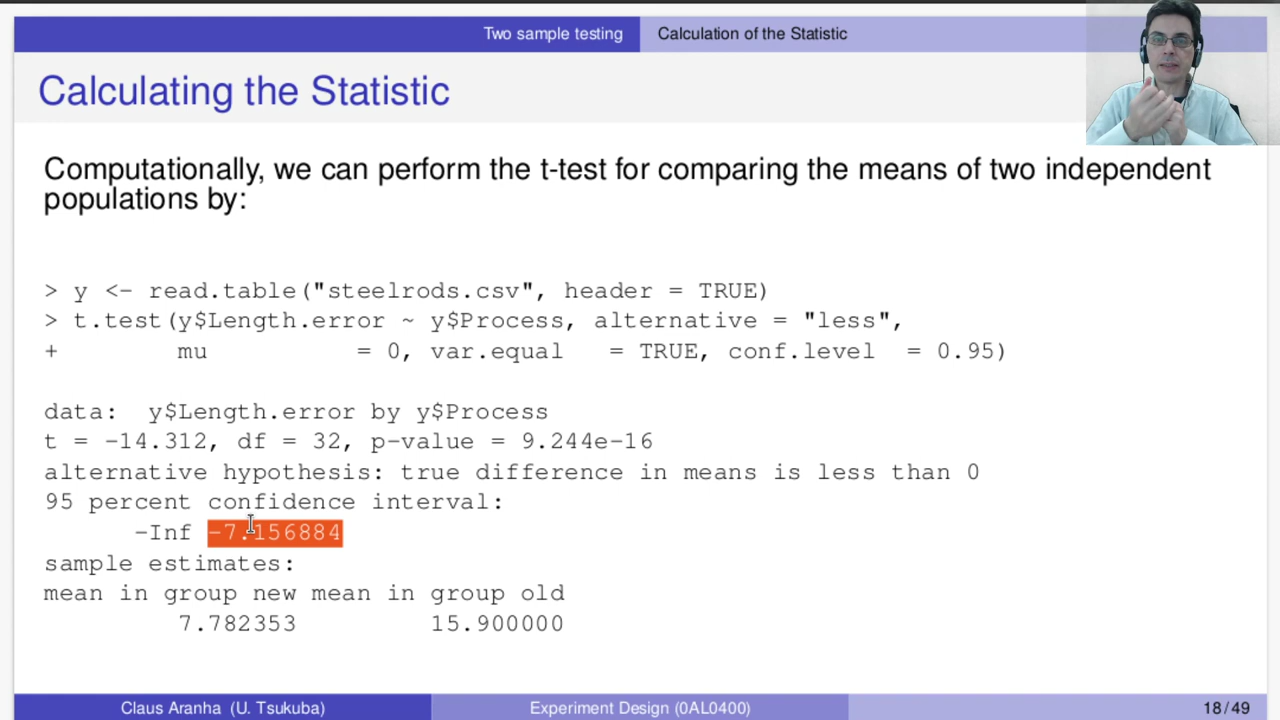 Two sample testing
Calculation of the Statistic
Calculating the Statistic
Computationally, we can perform the t-test for comparing the means of two independent
populations by:
> y <- read.table("steelrods.csv", header = TRUE)
> t.test(y$Length.error ~ y$Process, alternative = "less",
+ mu = 0, var.equal = TRUE, conf.level = 0.95)
data: y$Length.error by y$Process
t = -14.312, df = 32, p-value = 9.244e-16
alternative hypothesis: true difference in means is less than 0
95 percent confidence interval:
-Inf -7.156884
sample estimates:
mean in group new mean in group old
7.782353 15.900000
Claus Aranha (U. Tsukuba)
Experiment Design (0AL0400)
18/49